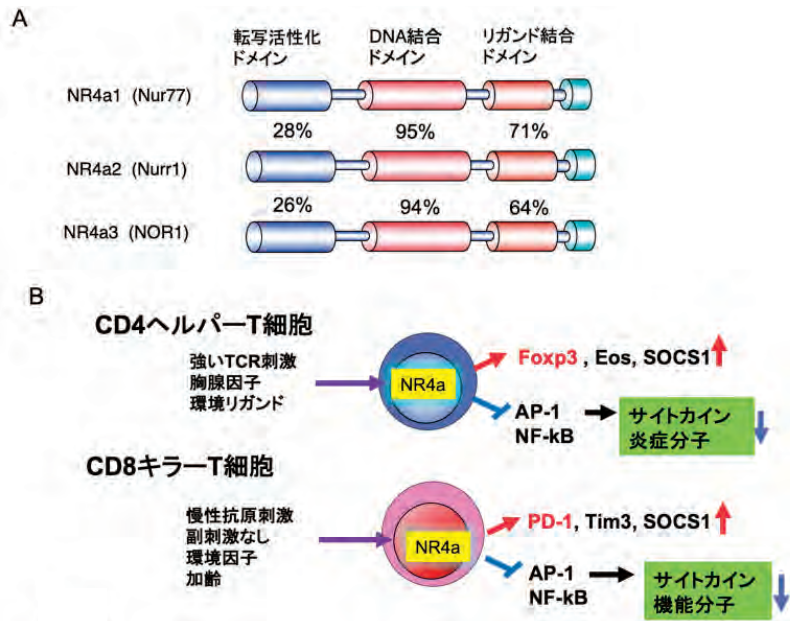 A
転写活性化 DNA結合 リガンド結合
ドメイン ドメイン ドメイン
NR4a1 (Nur77)
28% 95% 71%
NR4a2 (Nurr1)
26% 94% 64%
NR4a3 (NOR1)
B
CD4ヘルパーT細胞
強いTCR刺激
胸腺因子
環境リガンド
NR4a
Foxp3 , Eos, SOCS1
AP-1
NF-kB
サイトカイン
炎症分子
CD8キラーT細胞
慢性抗原刺激
副刺激なし
環境因子
加齢
NR4a
PD-1, Tim3, SOCS1
AP-1
NF-kB
サイトカイン
機能分子